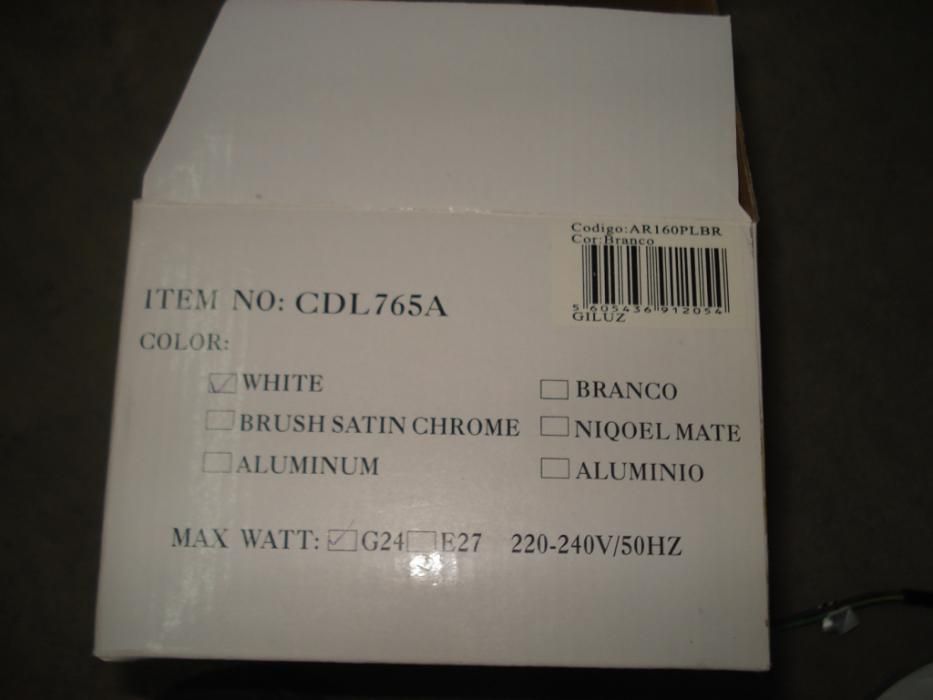 Codigo:AR160PLBR
Cor:Branco
5 605436 912054
GILUZ
ITEM NO: CDL765A
COLOR:
WHITE BRANCO
BRUSH SATIN CHROME NIQOEL MATE
ALUMINUM ALUMINIO
MAX WATT: G24 E27 220-240V/50HZ